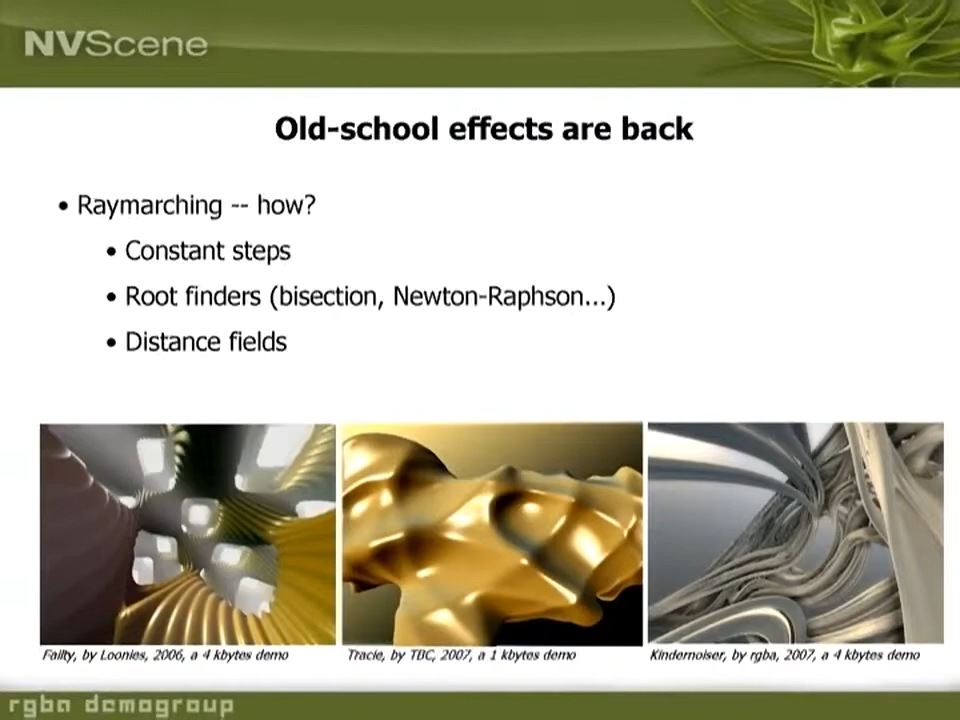 NVScene
Old-school effects are back
• Raymarching -- how?
• Constant steps
• Root finders (bisection, Newton-Raphson...)
• Distance fields
Failty, by Loonies, 2006, a 4 kbytes demo
Tracie, by TBC, 2007, a 1 kbytes demo
Kindernoiser, by rgba, 2007, a 4 kbytes demo
rgba demogroup